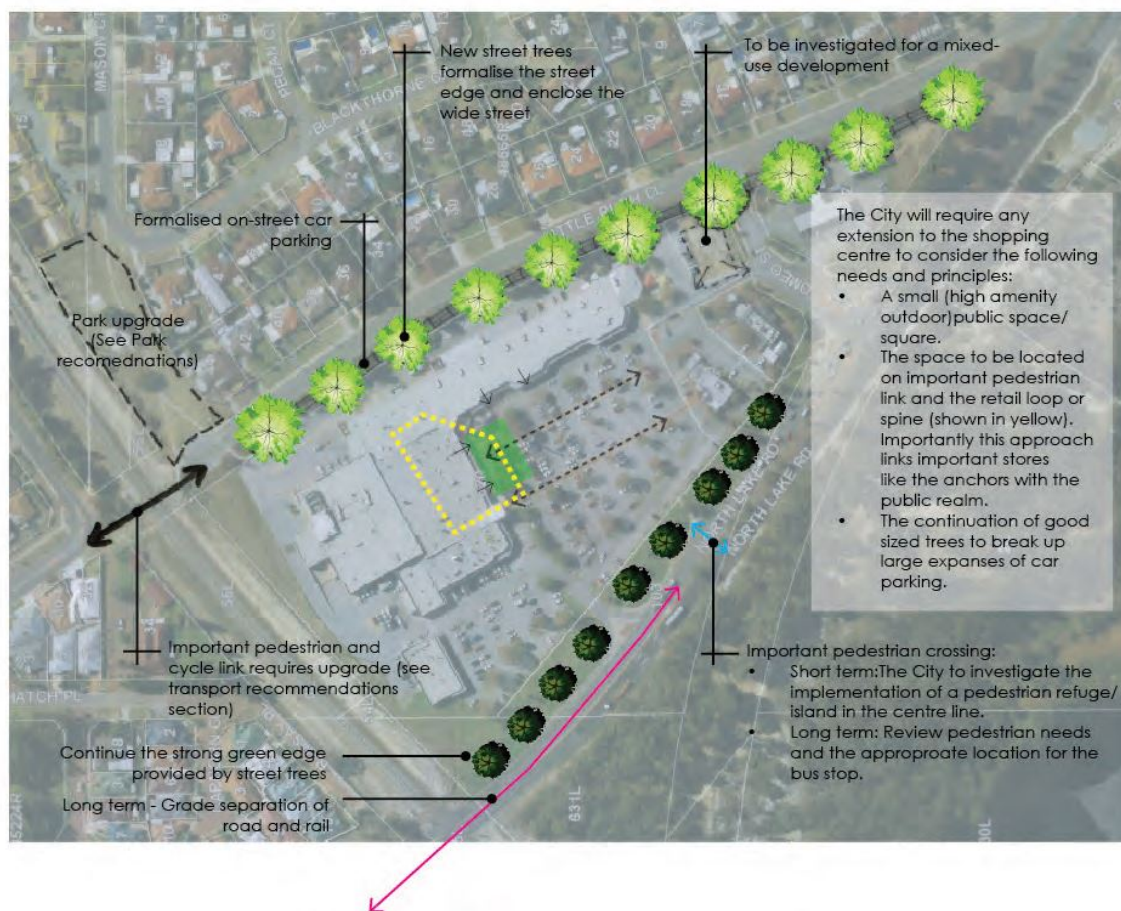 New street trees
formalise the street
edge and enclose the
wide street
To be investigated for a mixed-
use development
MASON CT
BLACKTHORNE
Formalised on-street car
parking
Park upgrade
(See Park
recomednations)
The City will require any
extension to the shopping
centre to consider the following
needs and principles:
• A small (high amenity
outdoor)public space/
square.
• The space to be located
on important pedestrian
link and the retail loop or
spine (shown in yellow).
Importantly this approach
links important stores
like the anchors with the
public realm.
• The continuation of good
sized trees to break up
large expanses of car
parking.
NORTH LAKE RD
Important pedestrian and
cycle link requires upgrade (see
transport recommendations
section)
HATCH PL
Important pedestrian crossing:
• Short term:The City to investigate the
implementation of a pedestrian refuge/
island in the centre line.
• Long term: Review pedestrian needs
and the approproate location for the
bus stop.
Continue the strong green edge
provided by street trees
Long term - Grade separation of
road and rail
631L